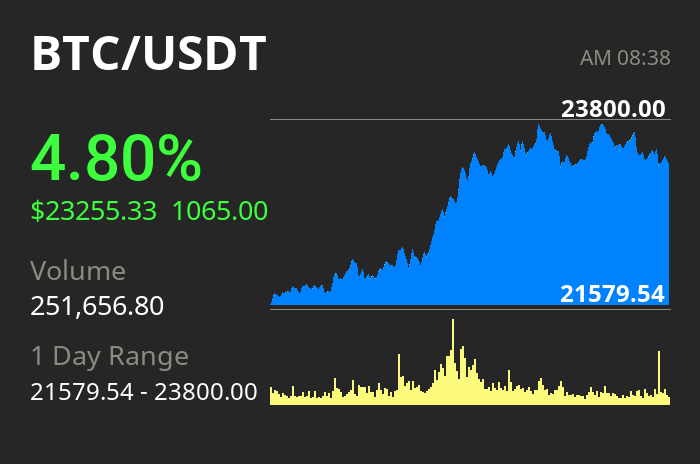 BTC/USDT
AM 08:38
23800.00
4.80%
$23255.33 1065.00
Volume
251,656.80
21579.54
1 Day Range
21579.54 - 23800.00